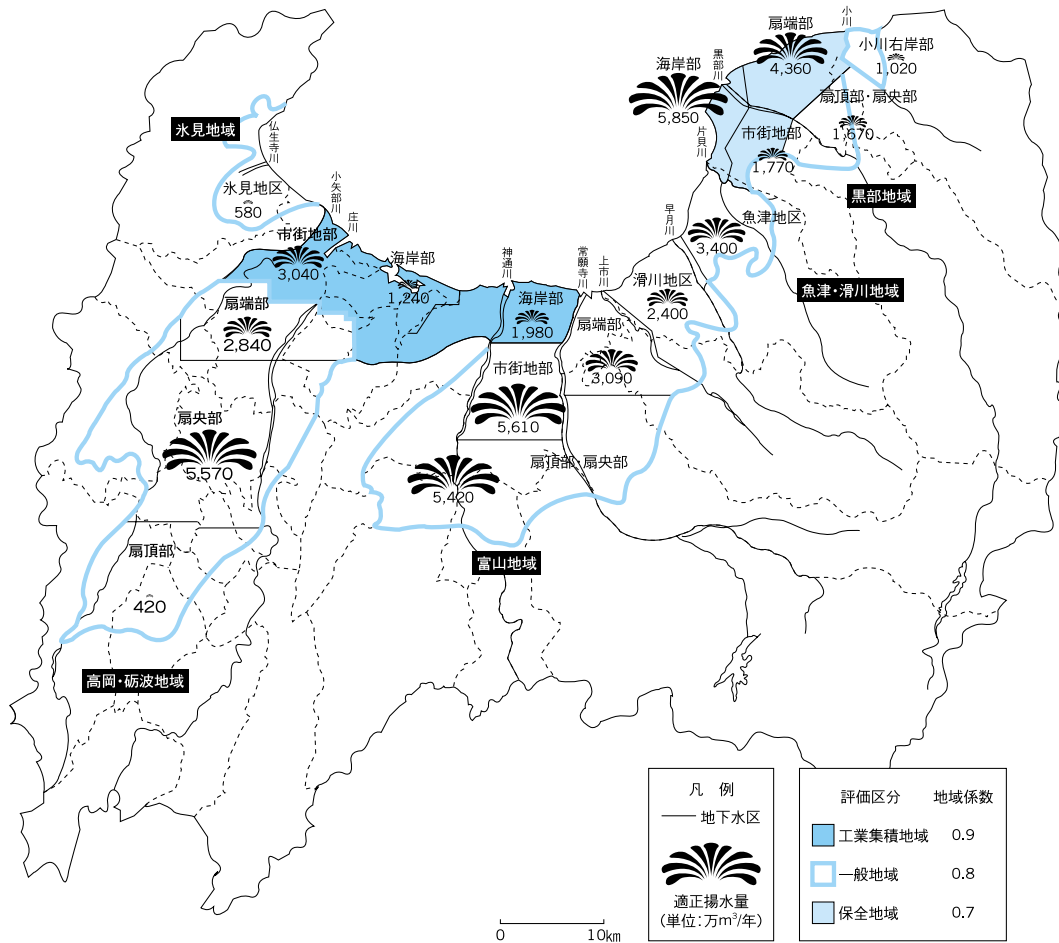 小川
扇端部
4,360
小川右岸部
1,020
黒部川
海岸部
5,850
扇頂部・扇央部
1,670
市街地部
1,770
片貝川
黒部地域
氷見地域
仏生寺川
氷見地区
580
小矢部川
庄川
市街地部
3,040
海岸部
1,240
神通川
海岸部
1,980
常願寺川
上市川
早月川
魚津地区
3,400
滑川地区
2,400
魚津・滑川地域
扇端部
2,840
扇端部
3,090
市街地部
5,610
扇央部
5,570
扇頂部・扇央部
5,420
富山地域
扇頂部
420
高岡・砺波地域
凡 例
地下水区
適正揚水量
(単位:万m³/年)
評価区分 地域係数
工業集積地域 0.9
一般地域 0.8
保全地域 0.7
0 10km